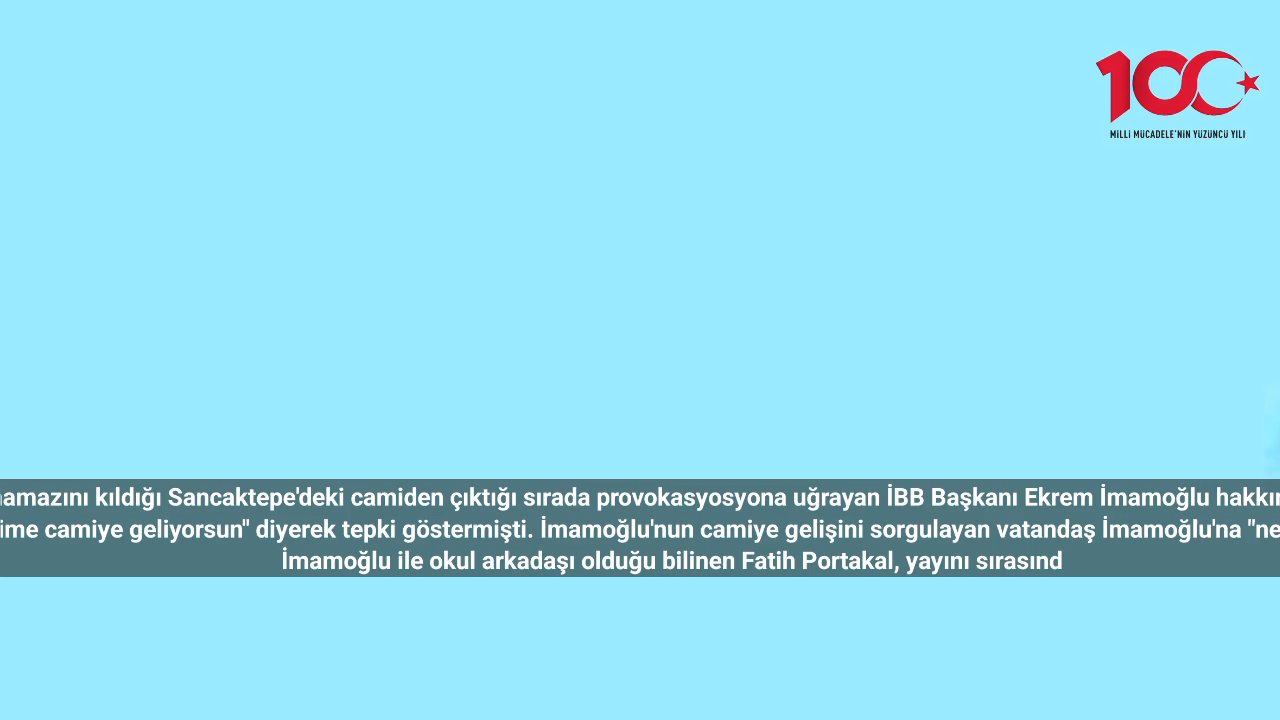 100
MİLLİ MÜCADELE'NİN YÜZÜNCÜ YILI
namazını kıldığı Sancaktepe'deki camiden çıktığı sırada provokasyosyona uğrayan İBB Başkanı Ekrem İmamoğlu hakkın
ime camiye geliyorsun" diyerek tepki göstermişti. İmamoğlu'nun camiye gelişini sorgulayan vatandaş İmamoğlu'na "ne
İmamoğlu ile okul arkadaşı olduğu bilinen Fatih Portakal, yayını sırasınd